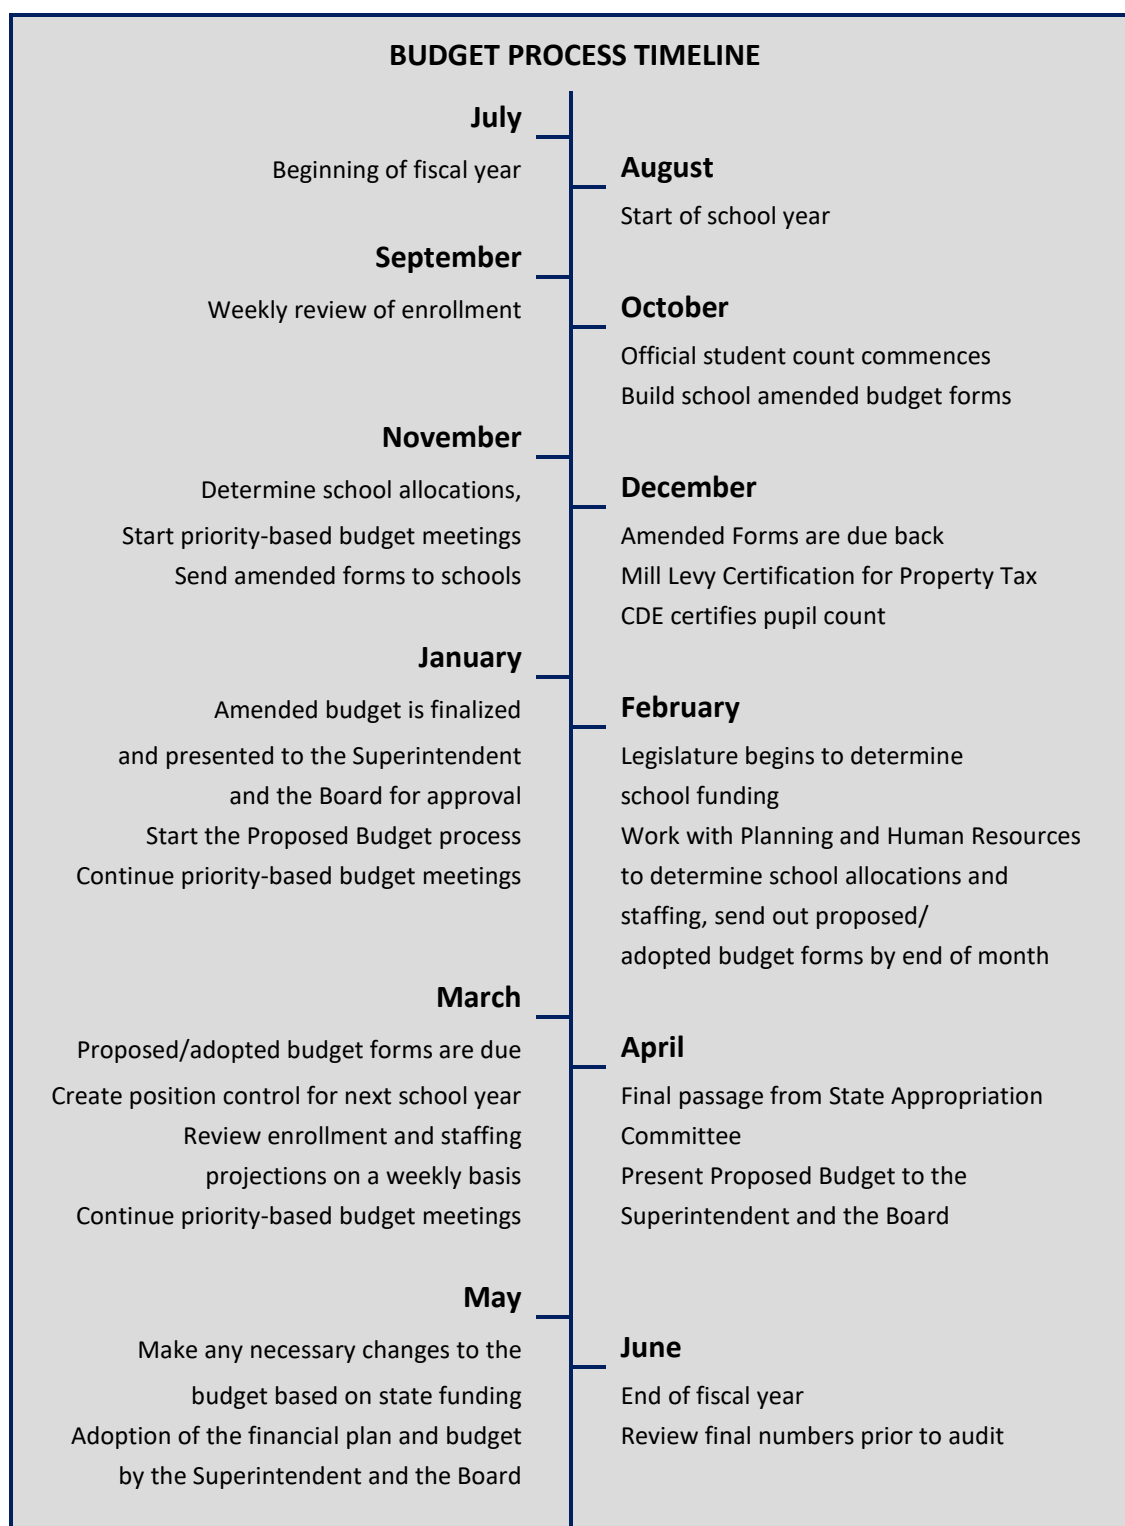 BUDGET PROCESS TIMELINE
July
Beginning of fiscal year
August
Start of school year
September
Weekly review of enrollment
October
Official student count commences
Build school amended budget forms
November
Determine school allocations,
Start priority-based budget meetings
Send amended forms to schools
December
Amended Forms are due back
Mill Levy Certification for Property Tax
CDE certifies pupil count
January
Amended budget is finalized
and presented to the Superintendent
and the Board for approval
Start the Proposed Budget process
Continue priority-based budget meetings
February
Legislature begins to determine
school funding
Work with Planning and Human Resources
to determine school allocations and
staffing, send out proposed/
adopted budget forms by end of month
March
Proposed/adopted budget forms are due
Create position control for next school year
Review enrollment and staffing
projections on a weekly basis
Continue priority-based budget meetings
April
Final passage from State Appropriation
Committee
Present Proposed Budget to the
Superintendent and the Board
May
Make any necessary changes to the
budget based on state funding
Adoption of the financial plan and budget
by the Superintendent and the Board
June
End of fiscal year
Review final numbers prior to audit